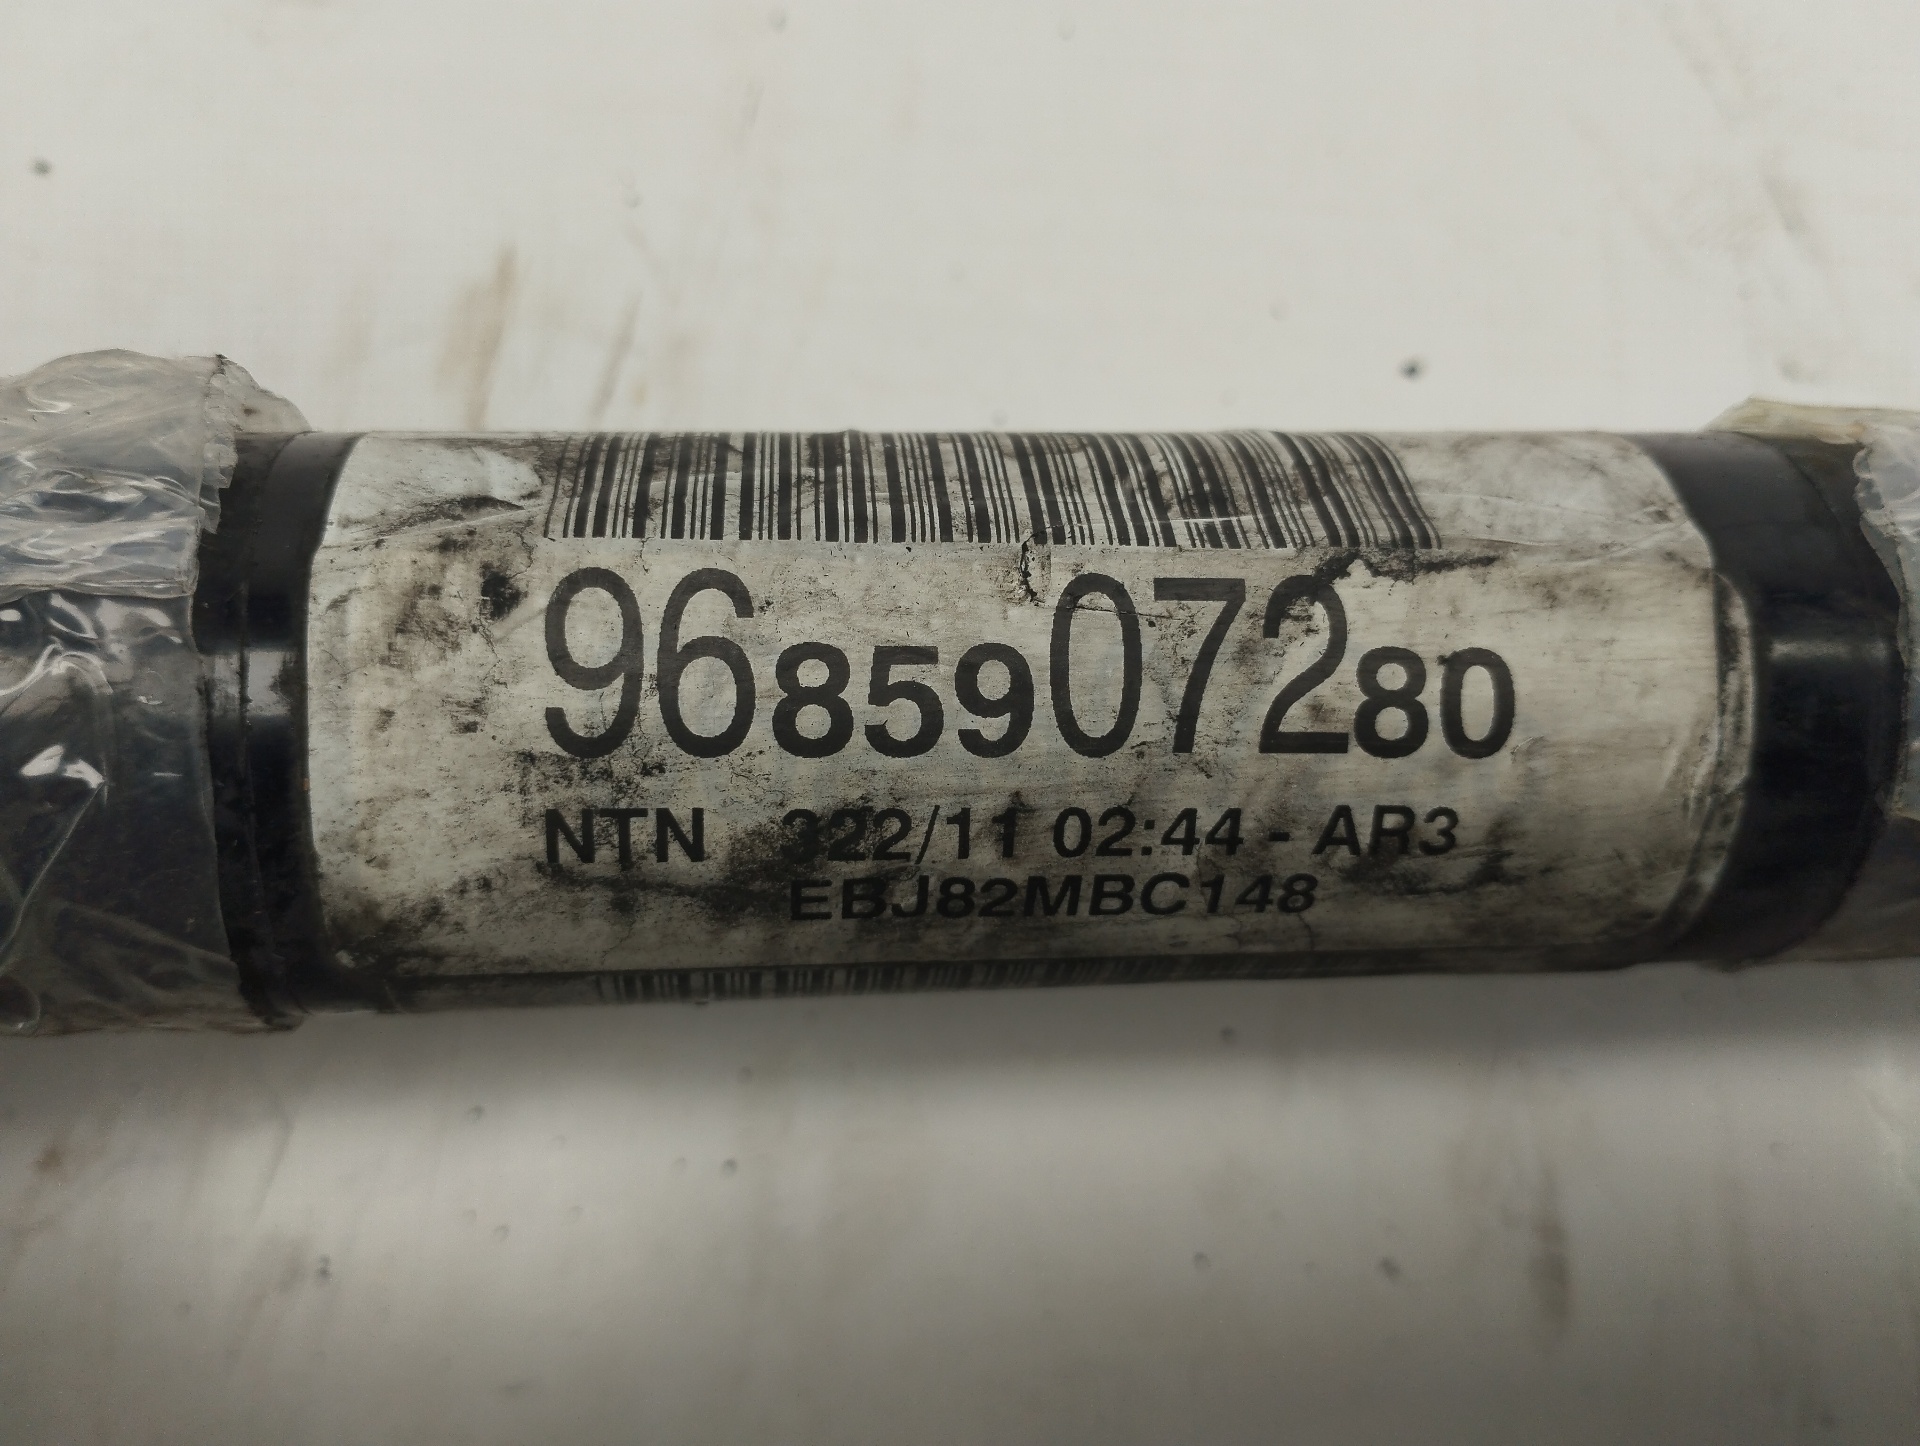 9685907280
NTN 322/11 02:44 - AR3
EBJ82MBC148